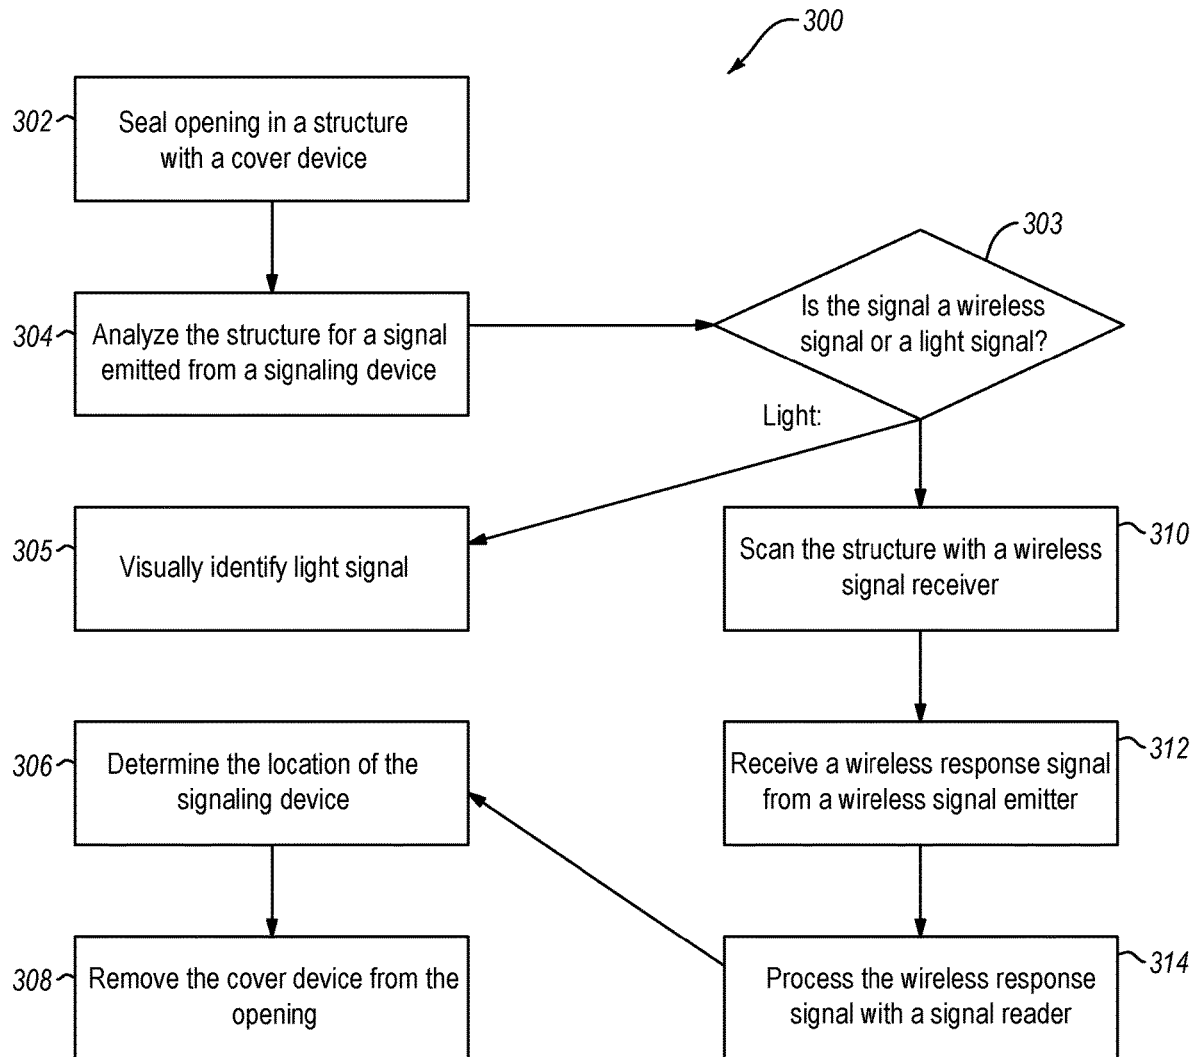 300
302
Seal opening in a structure
with a cover device
303
Is the signal a wireless
signal or a light signal?
304
Analyze the structure for a signal
emitted from a signaling device
Light:
305
Visually identify light signal
310
Scan the structure with a wireless
signal receiver
306
Determine the location of the
signaling device
312
Receive a wireless response signal
from a wireless signal emitter
308
Remove the cover device from the
opening
314
Process the wireless response
signal with a signal reader